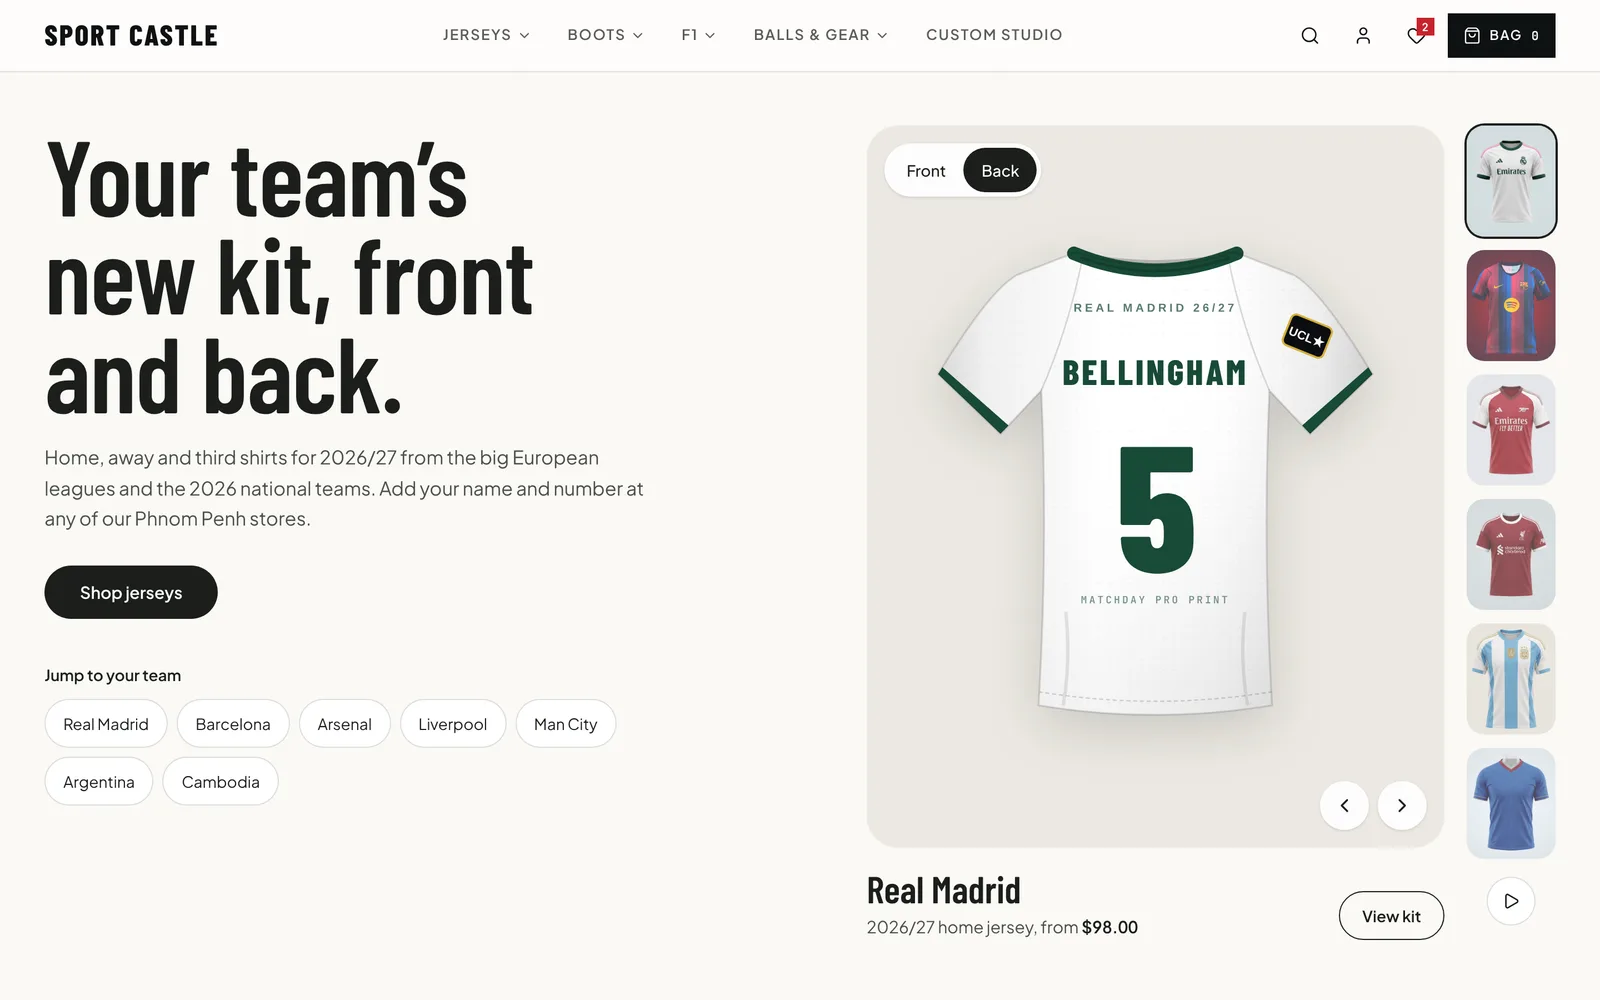 SPORT CASTLE
JERSEYS
BOOTS
F1
BALLS & GEAR
CUSTOM STUDIO
2
BAG 0
Your team’s
new kit, front
and back.
Home, away and third shirts for 2026/27 from the big European
leagues and the 2026 national teams. Add your name and number at
any of our Phnom Penh stores.
Shop jerseys
Jump to your team
Real Madrid
Barcelona
Arsenal
Liverpool
Man City
Argentina
Cambodia
Front
Back
REAL MADRID 26/27
UCL★
BELLINGHAM
5
MATCHDAY PRO PRINT
Real Madrid
2026/27 home jersey, from $98.00
View kit
Emirates
Emirates
FLY BETTER